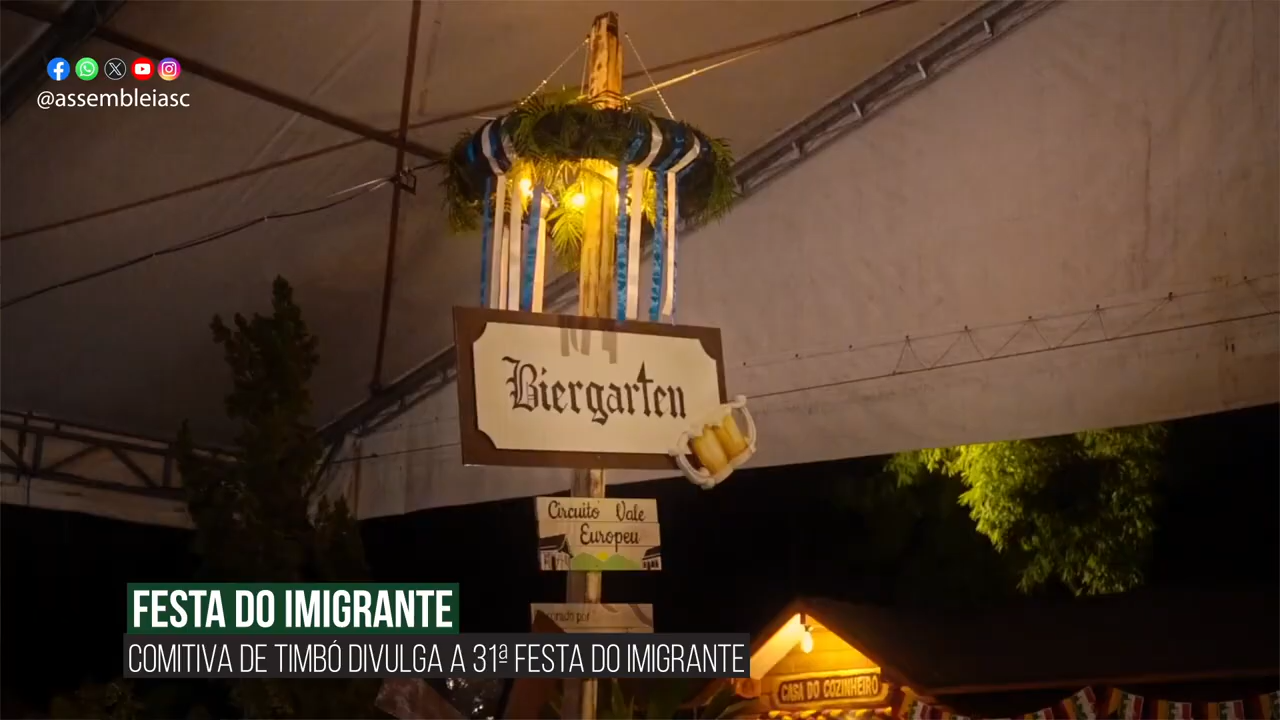 @assembleiasc
Biergarten
Circuito Vale
Europeu
FESTA DO IMIGRANTE
COMITIVA DE TIMBÓ DIVULGA A 31ª FESTA DO IMIGRANTE
CASA DO COZINHEIRO